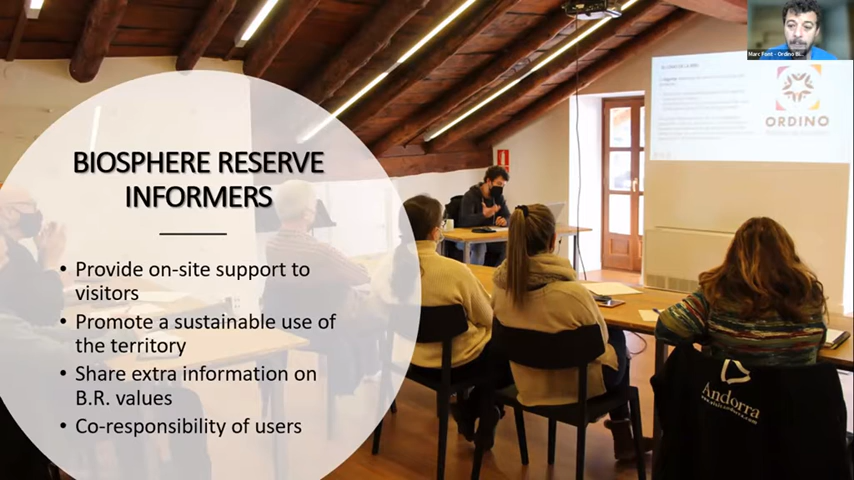 Marc Font - Ordino Bi...
ORDINO
BIOSPHERE RESERVE
INFORMERS
• Provide on-site support to
visitors
• Promote a sustainable use of
the territory
• Share extra information on
B.R. values
• Co-responsibility of users
Andorra